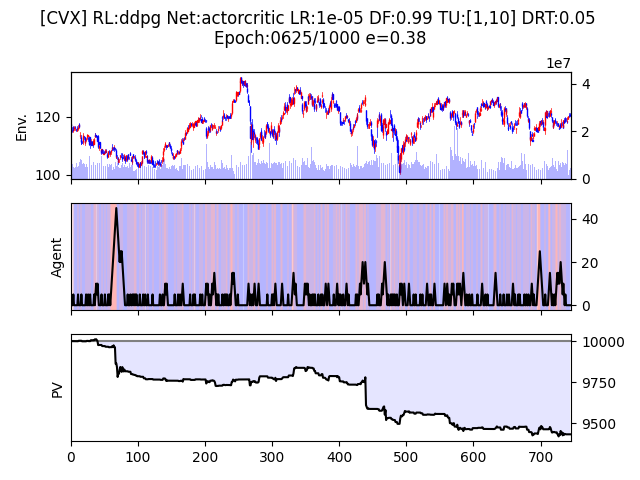 [CVX] RL:ddpg Net:actorcritic LR:1e-05 DF:0.99 TU:[1,10] DRT:0.05
Epoch:0625/1000 e=0.38
1e7
Env.
120
100
4
2
0
Agent
40
20
0
PV
10000
9750
9500
0 100 200 300 400 500 600 700